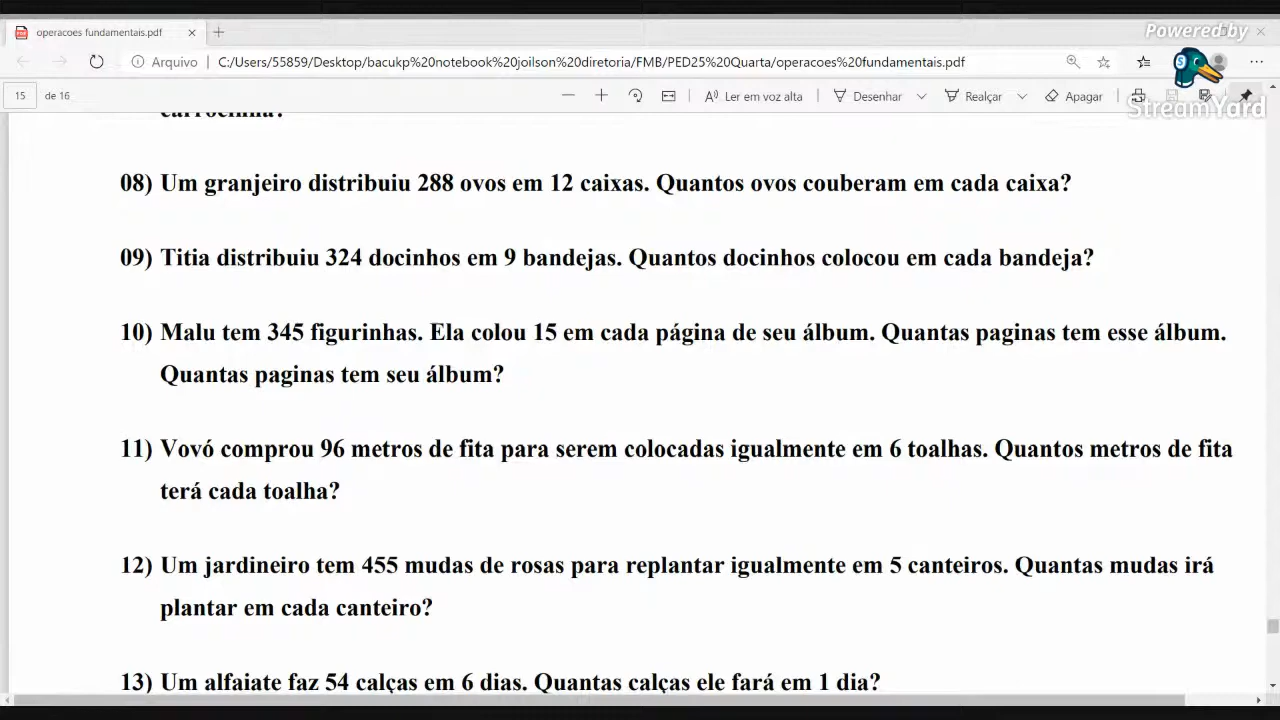 operacoes fundamentais.pdf
Powered by
Arquivo
C:/Users/55859/Desktop/bacukp%20notebook%20joilson%20diretoria/FMB/PED25%20Quarta/operacoes%20fundamentais.pdf
15 de 16
Ler em voz alta
Desenhar
Realçar
Apagar
StreamYard
carrocinha?
08) Um granjeiro distribuiu 288 ovos em 12 caixas. Quantos ovos couberam em cada caixa?
09) Titia distribuiu 324 docinhos em 9 bandejas. Quantos docinhos colocou em cada bandeja?
10) Malu tem 345 figurinhas. Ela colou 15 em cada página de seu álbum. Quantas paginas tem esse álbum.
Quantas paginas tem seu álbum?
11) Vovó comprou 96 metros de fita para serem colocadas igualmente em 6 toalhas. Quantos metros de fita
terá cada toalha?
12) Um jardineiro tem 455 mudas de rosas para replantar igualmente em 5 canteiros. Quantas mudas irá
plantar em cada canteiro?
13) Um alfaiate faz 54 calças em 6 dias. Quantas calças ele fará em 1 dia?